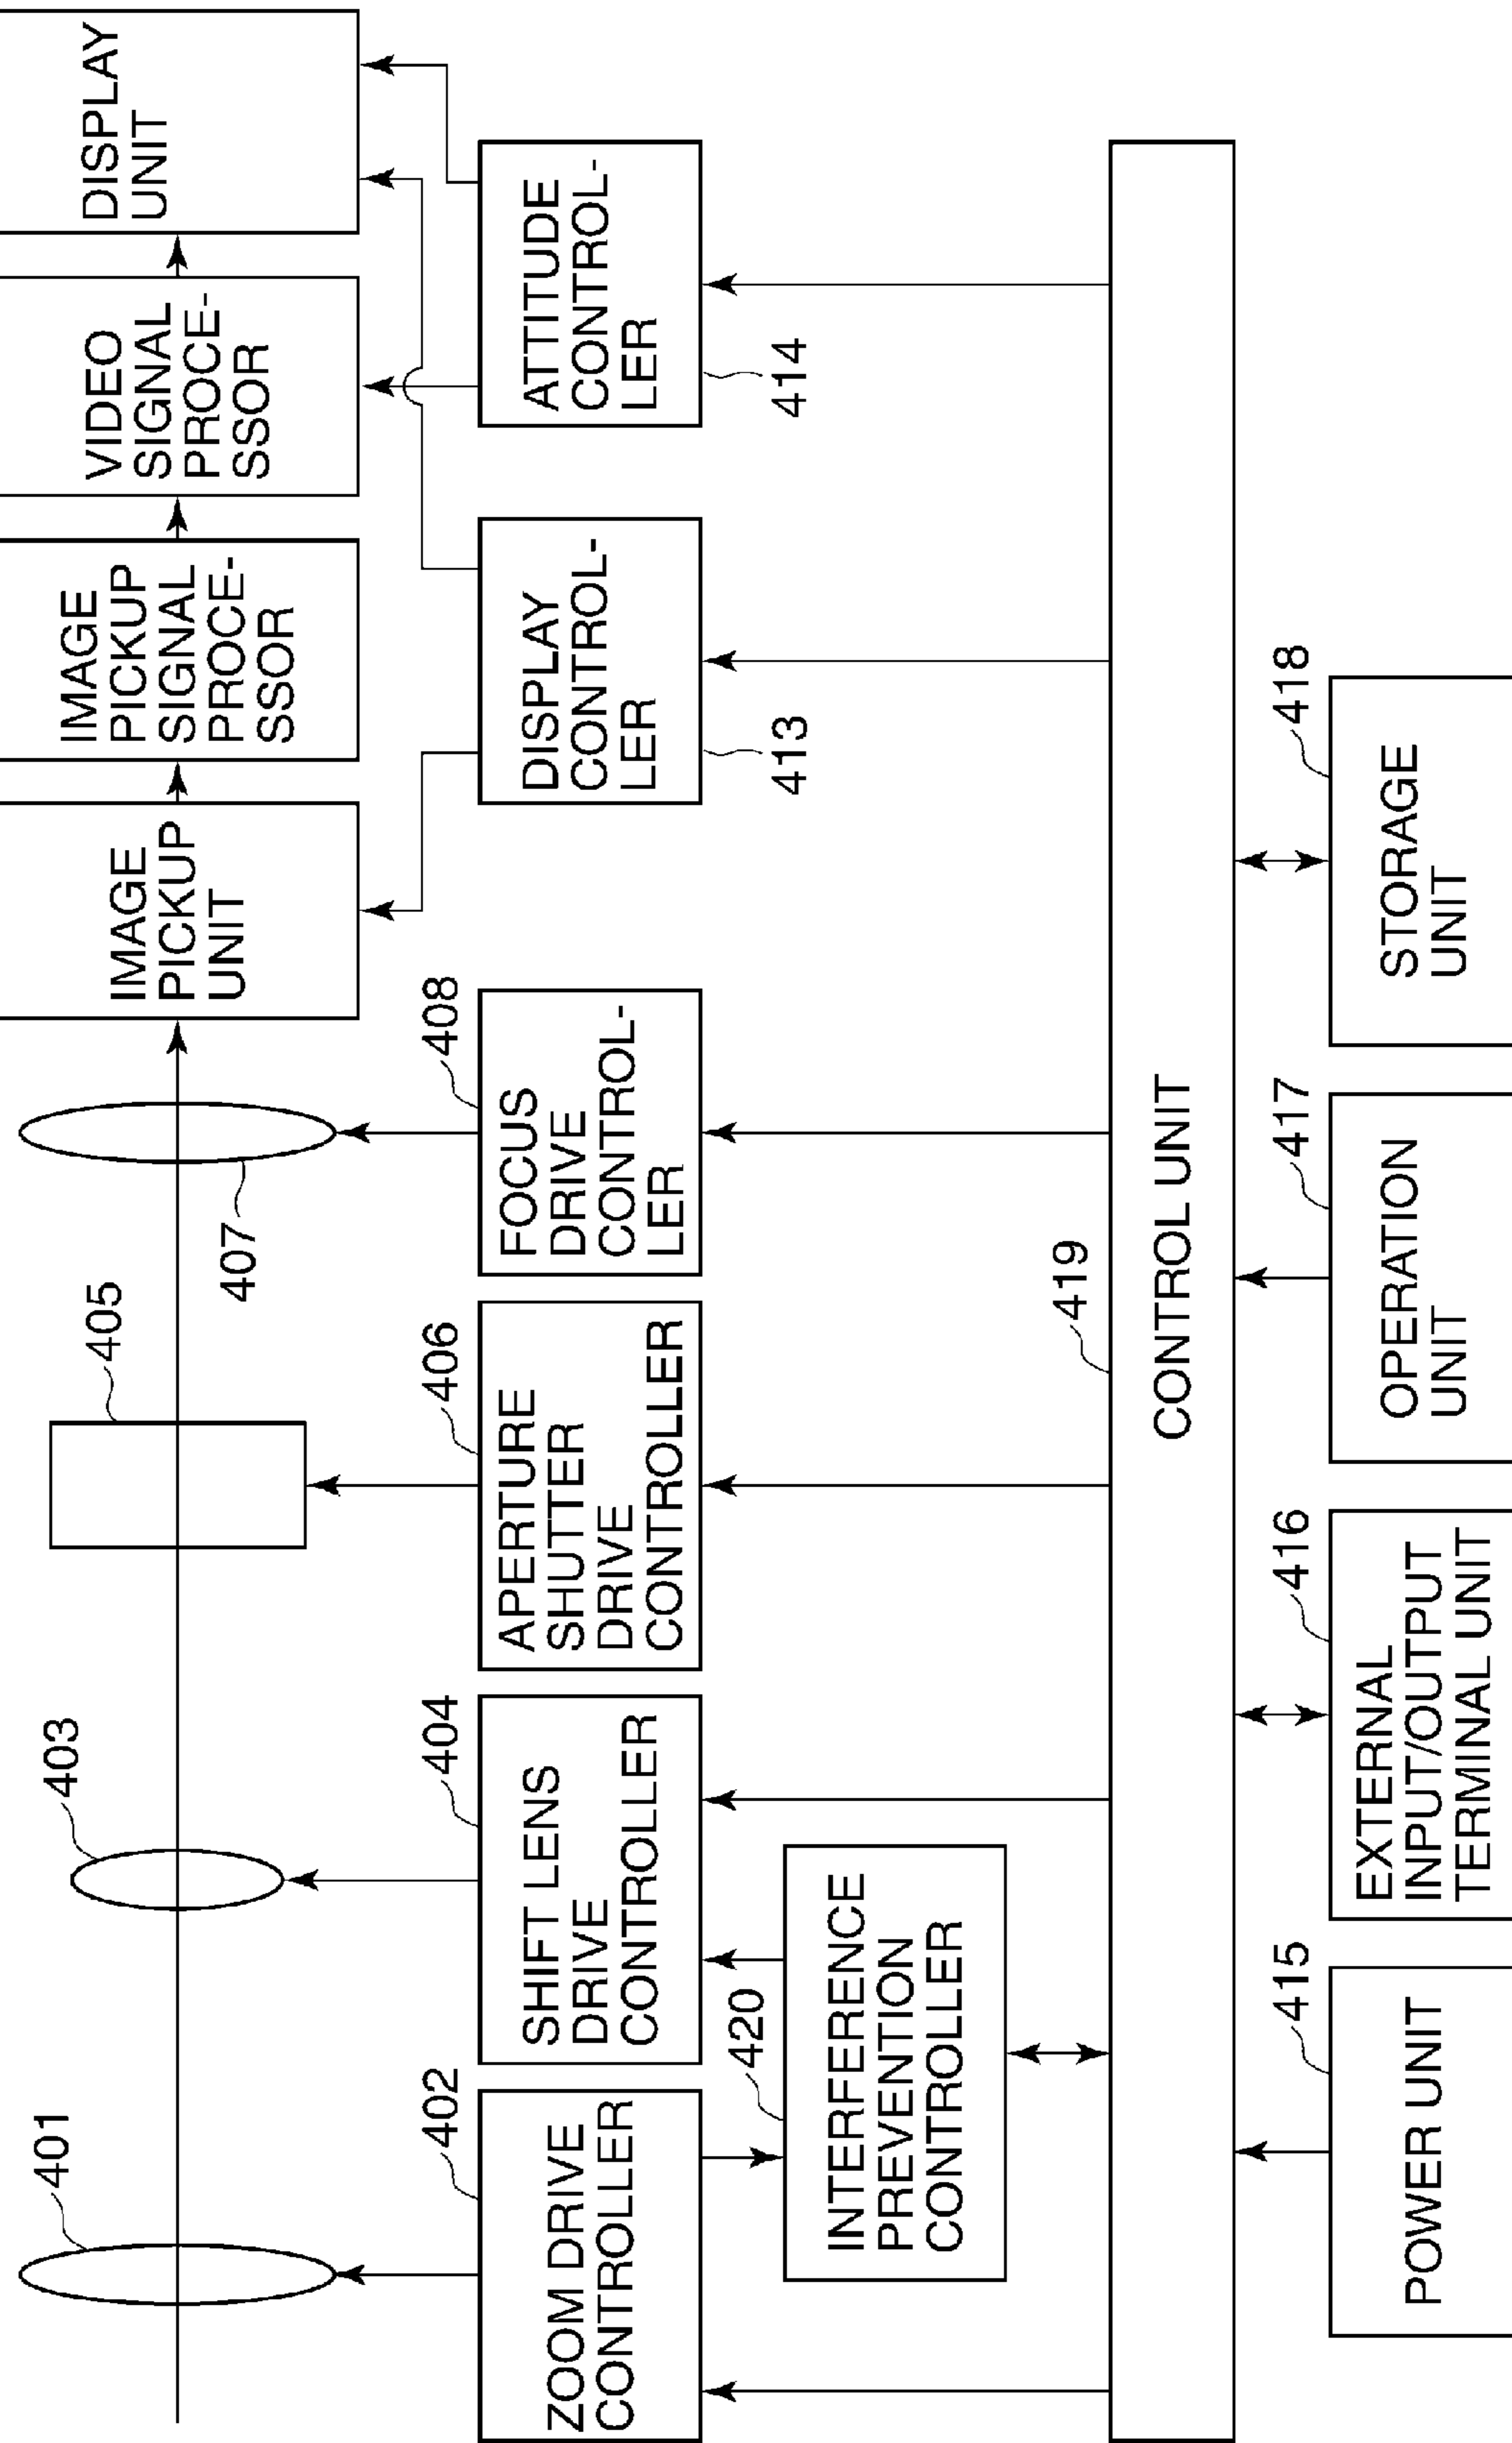 401
403
405
407
IMAGE
PICKUP
UNIT
IMAGE
PICKUP
SIGNAL
PROCE-
SSOR
VIDEO
SIGNAL
PROCE-
SSOR
DISPLAY
UNIT
402
ZOOM DRIVE
CONTROLLER
404
SHIFT LENS
DRIVE
CONTROLLER
406
APERTURE
SHUTTER
DRIVE
CONTROLLER
408
FOCUS
DRIVE
CONTROL-
LER
DISPLAY
CONTROL-
LER
413
ATTITUDE
CONTROL-
LER
414
420
INTERFERENCE
PREVENTION
CONTROLLER
419
CONTROL UNIT
415
POWER UNIT
416
EXTERNAL
INPUT/OUTPUT
TERMINAL UNIT
417
OPERATION
UNIT
418
STORAGE
UNIT